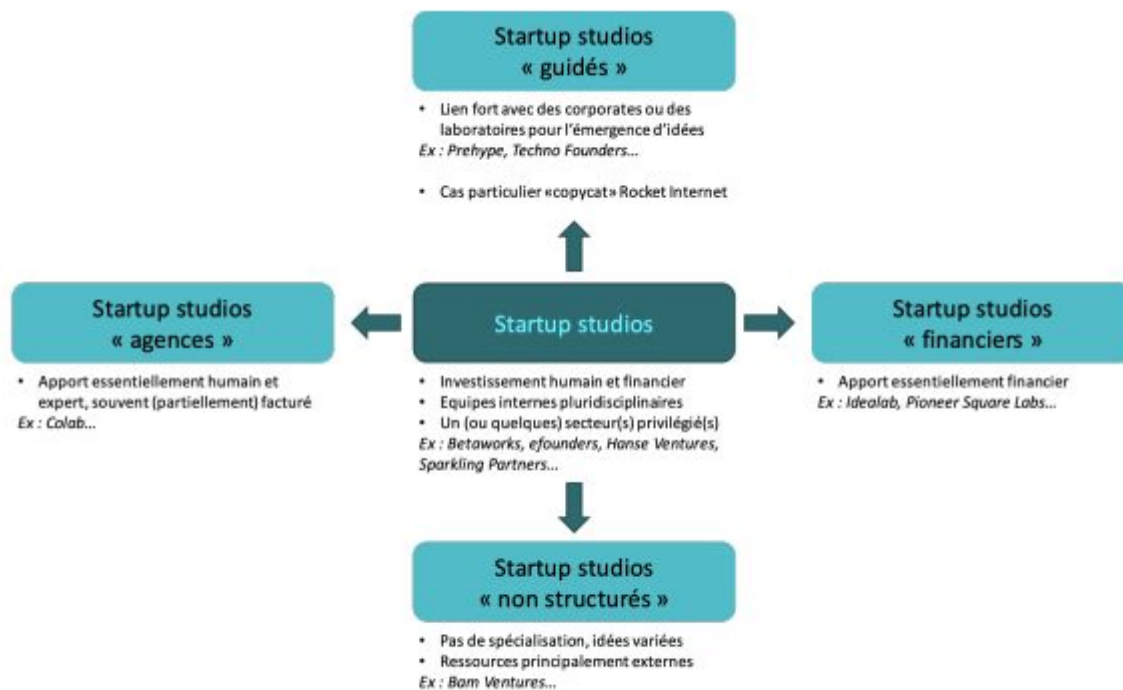 Startup studios
« guidés »
• Lien fort avec des corporates ou des
laboratoires pour l'émergence d'idées
Ex : Prehype, Techno Founders...
• Cas particulier «copycat» Rocket Internet
Startup studios
« agences »
• Apport essentiellement humain et
expert, souvent (partiellement) facturé
Ex : Colab...
Startup studios
• Investissement humain et financier
• Equipes internes pluridisciplinaires
• Un (ou quelques) secteur(s) privilégié(s)
Ex : Betaworks, efounders, Hanse Ventures,
Sparkling Partners...
Startup studios
« financiers »
• Apport essentiellement financier
Ex : Idealab, Pioneer Square Labs...
Startup studios
« non structurés »
• Pas de spécialisation, idées variées
• Ressources principalement externes
Ex : Bam Ventures...